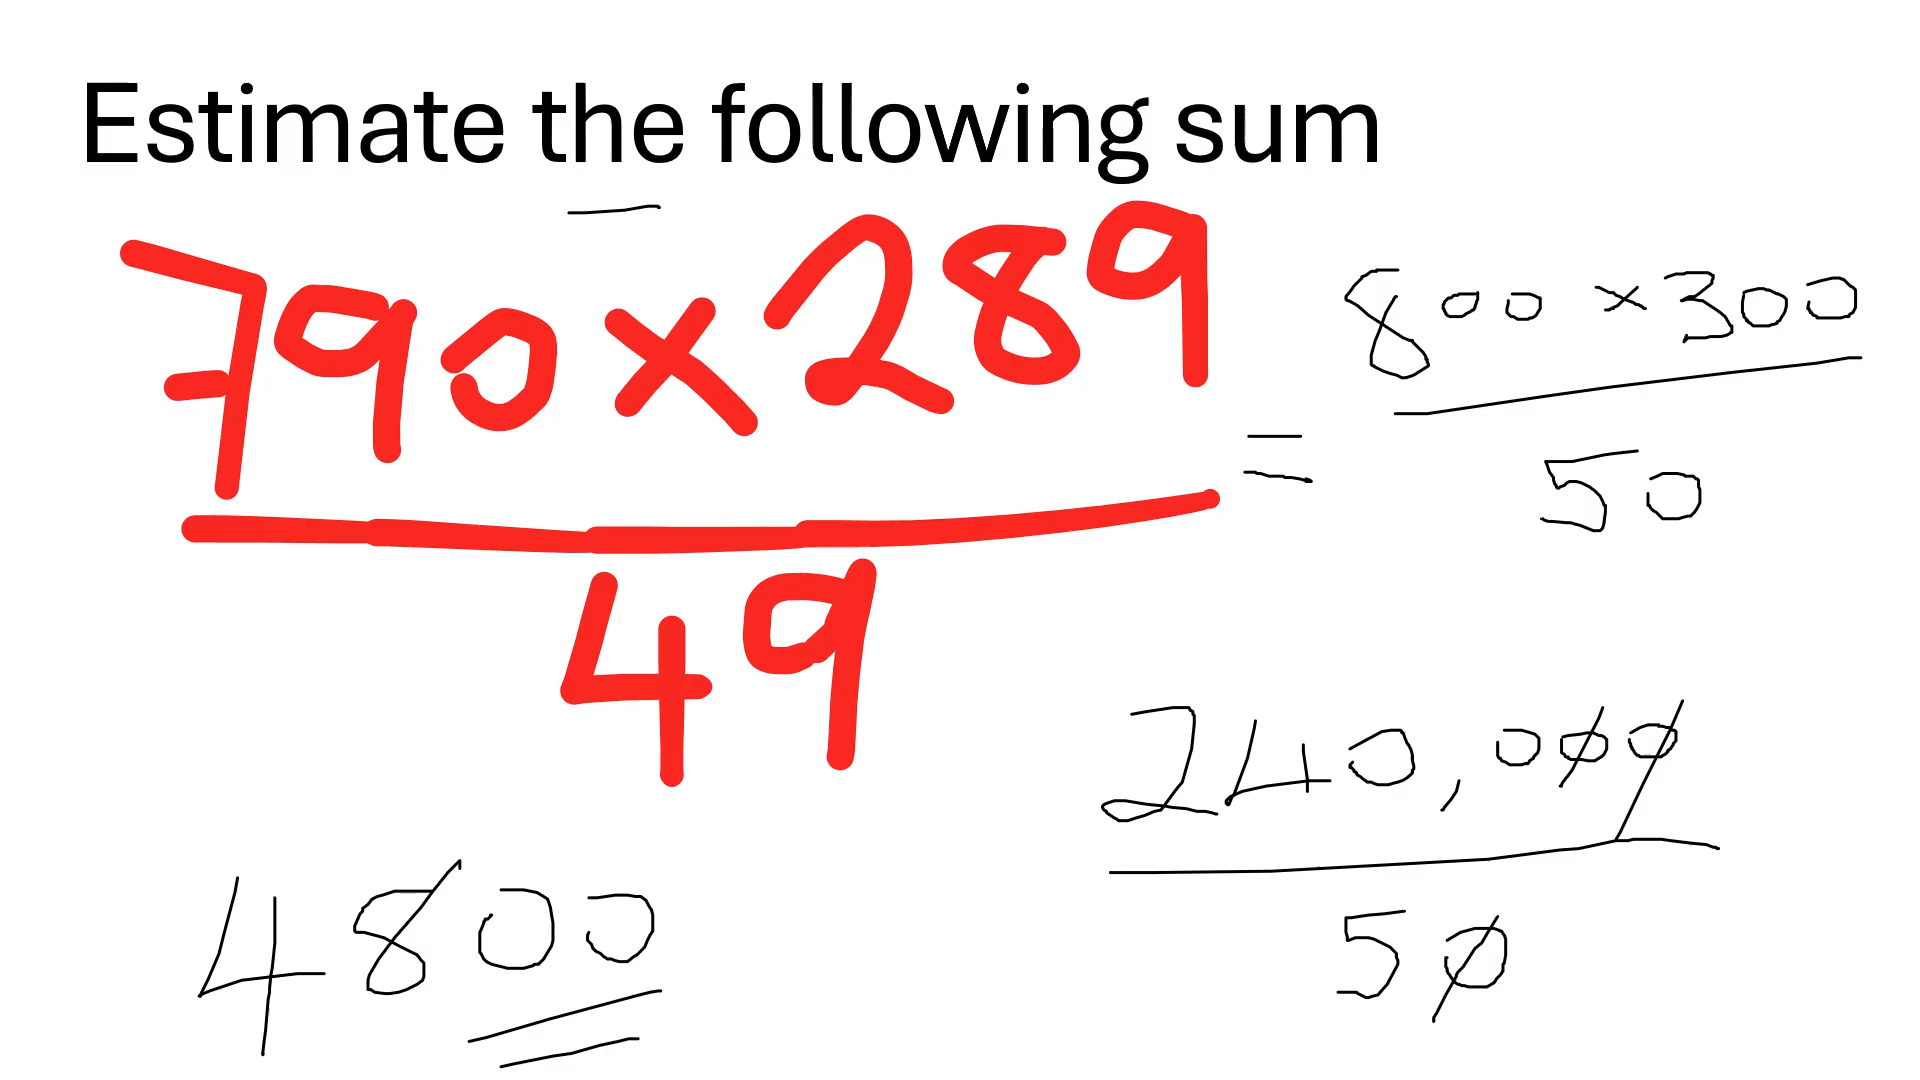 Estimate the following sum
790 × 289
49
=
800 × 300
50
240,000
50
4800